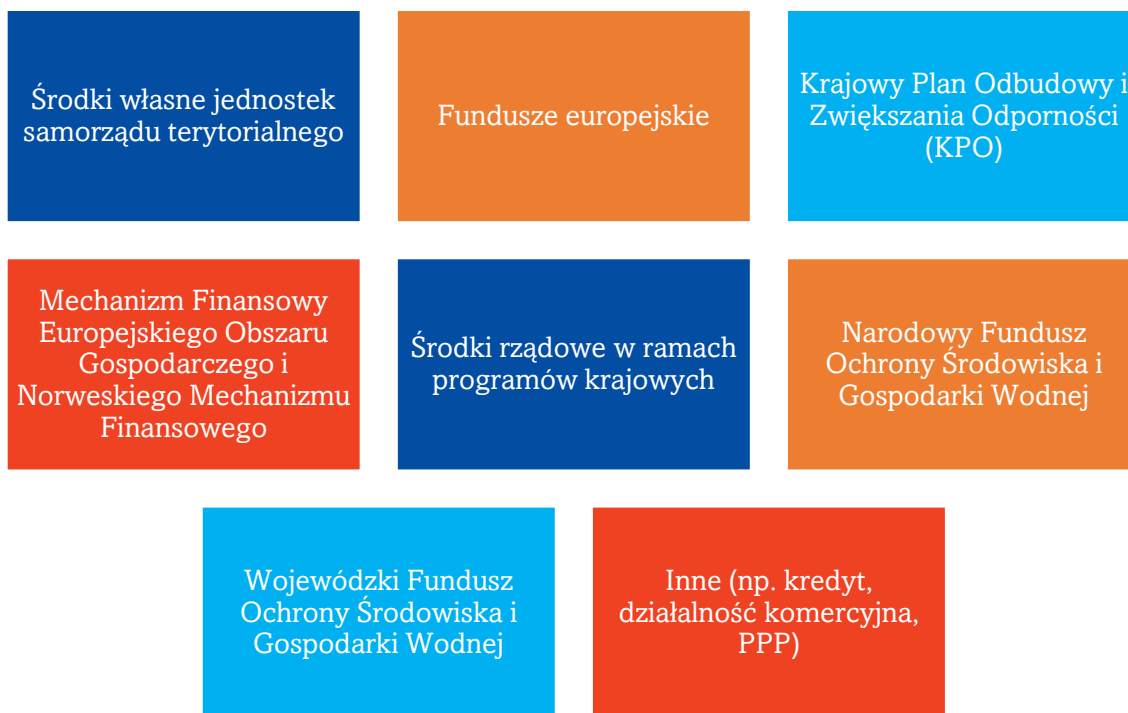 Środki własne jednostek
samorządu terytorialnego
Fundusze europejskie
Krajowy Plan Odbudowy i
Zwiększania Odporności
(KPO)
Mechanizm Finansowy
Europejskiego Obszaru
Gospodarczego i
Norweskiego Mechanizmu
Finansowego
Środki rządowe w ramach
programów krajowych
Narodowy Fundusz
Ochrony Środowiska i
Gospodarki Wodnej
Wojewódzki Fundusz
Ochrony Środowiska i
Gospodarki Wodnej
Inne (np. kredyt,
działalność komercyjna,
PPP)